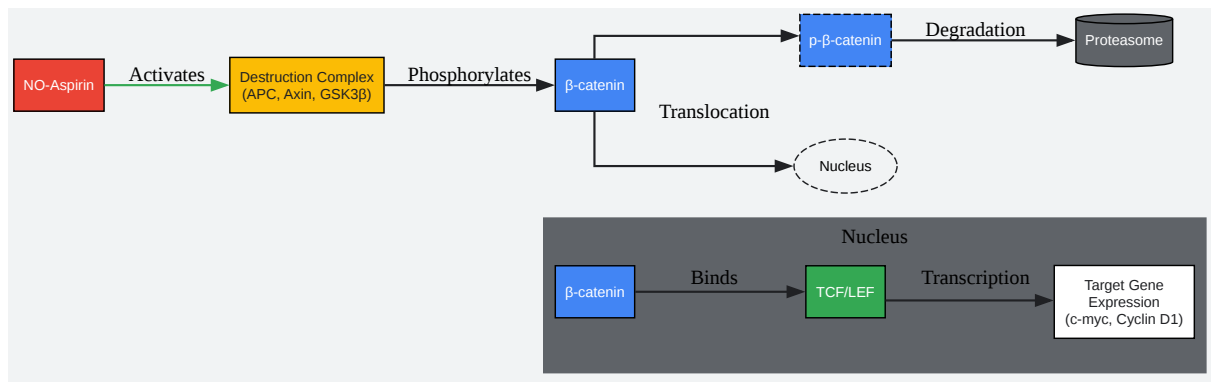 NO-Aspirin
Activates
Destruction Complex
(APC, Axin, GSK3β)
Phosphorylates
β-catenin
p-β-catenin
Degradation
Proteasome
Translocation
Nucleus
Nucleus
β-catenin
Binds
TCF/LEF
Transcription
Target Gene
Expression
(c-myc, Cyclin D1)